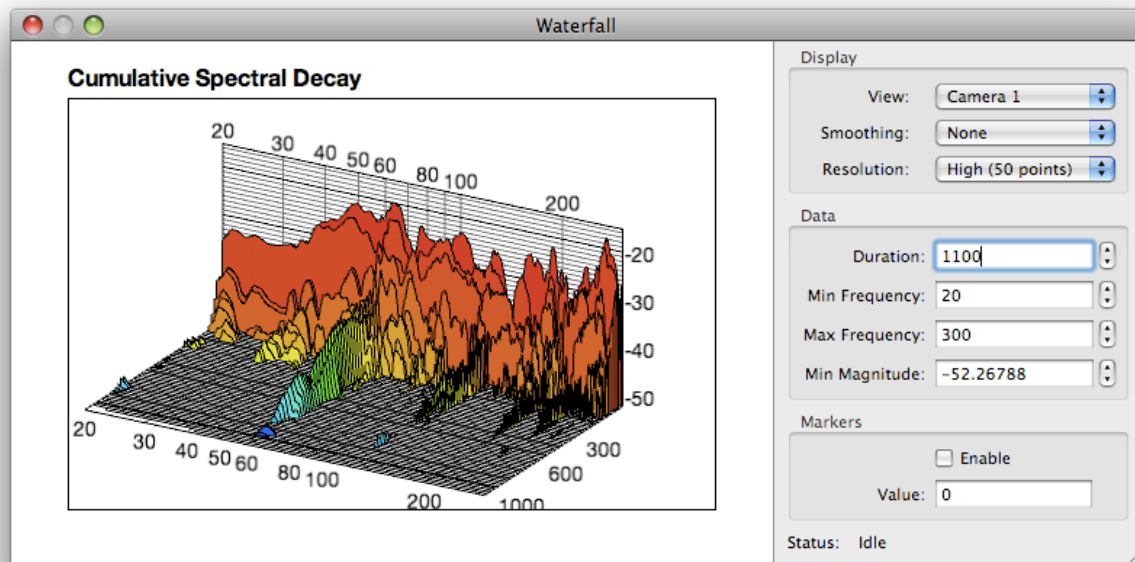 Waterfall
Cumulative Spectral Decay
20 30 40 50 60 80 100 200
-20
-30
-40
-50
20 30 40 50 60 80 100 200
300
600
1000
Display
View: Camera 1
Smoothing: None
Resolution: High (50 points)
Data
Duration: 1100
Min Frequency: 20
Max Frequency: 300
Min Magnitude: -52.26788
Markers
Enable
Value: 0
Status: Idle